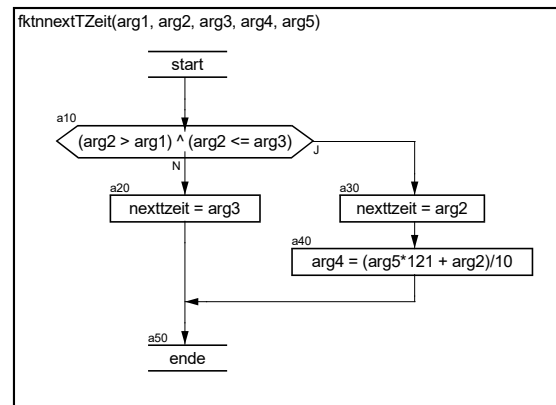 fktnnextTZeit(arg1, arg2, arg3, arg4, arg5)
start
a10
(arg2 > arg1) ^ (arg2 <= arg3)
J
N
a20
nexttzeit = arg3
a30
nexttzeit = arg2
a40
arg4 = (arg5*121 + arg2)/10
a50
ende